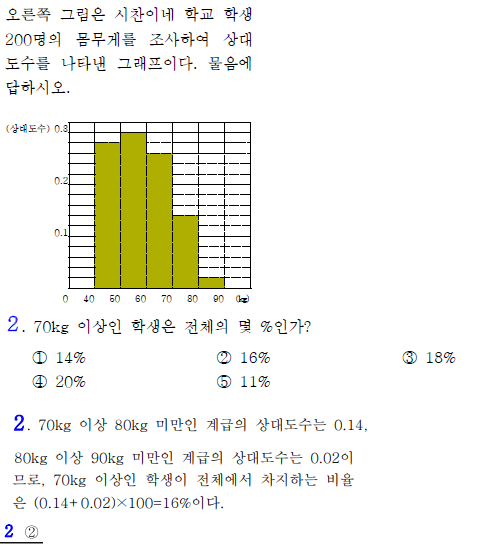 오른쪽 그림은 시찬이네 학교 학생
200명의 몸무게를 조사하여 상대
도수를 나타낸 그래프이다. 물음에
답하시오.
(상대도수) 0.3
0.2
0.1
0 40 50 60 70 80 90 (kg)
2. 70kg 이상인 학생은 전체의 몇 %인가?
① 14% ② 16% ③ 18%
④ 20% ⑤ 11%
2. 70kg 이상 80kg 미만인 계급의 상대도수는 0.14,
80kg 이상 90kg 미만인 계급의 상대도수는 0.02이
므로, 70kg 이상인 학생이 전체에서 차지하는 비율
은 (0.14+0.02)×100=16%이다.
2 ②